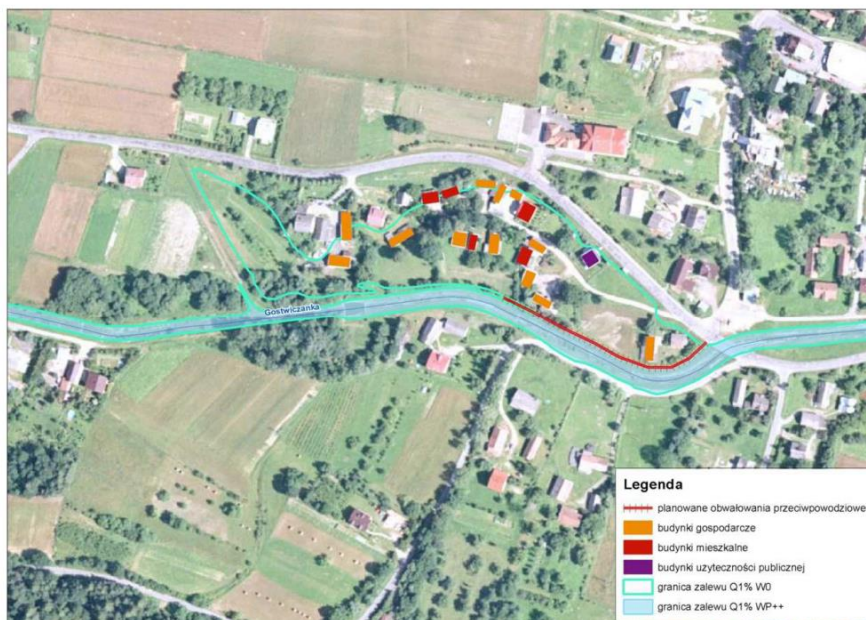 Gostwiczanka
Legenda
planowane obwałowania przeciwpowodziowe
budynki gospodarcze
budynki mieszkalne
budynki użyteczności publicznej
granica zalewu Q1% W0
granica zalewu Q1% WP++